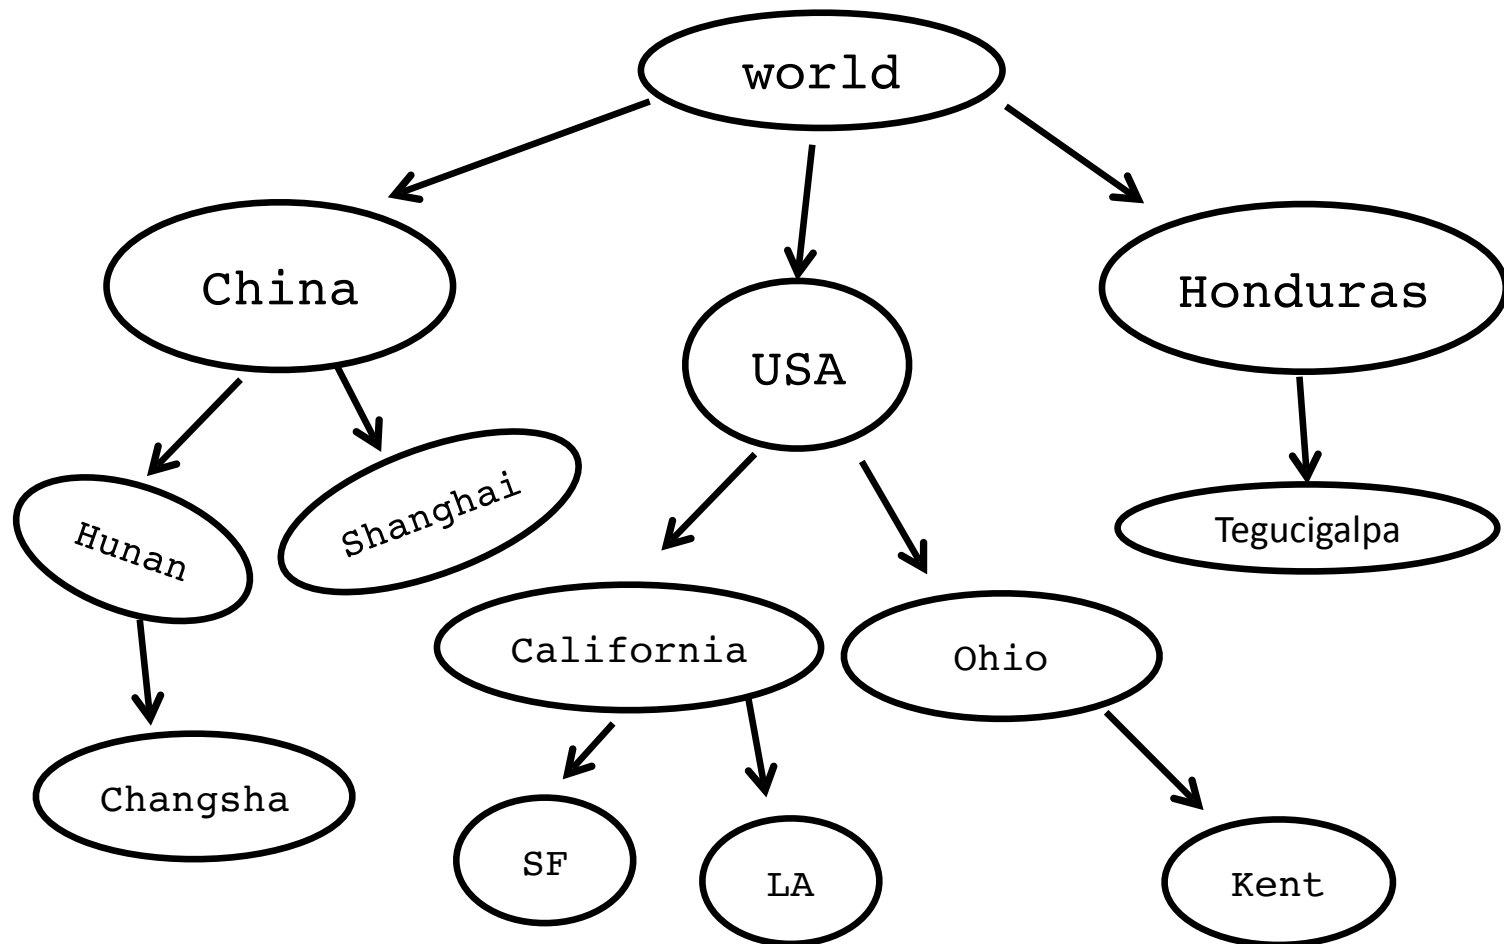 world
China
USA
Honduras
Hunan
Shanghai
Tegucigalpa
California
Ohio
Changsha
SF
LA
Kent